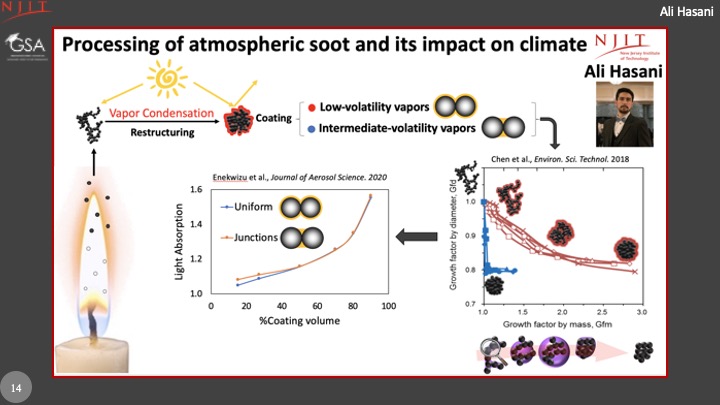 NJIT
Ali Hasani
GSA
Processing of atmospheric soot and its impact on climate
NJIT
New Jersey Institute
of Technology
Ali Hasani
Vapor Condensation
Restructuring
Coating
Low-volatility vapors
Intermediate-volatility vapors
Chen et al., Environ. Sci. Technol. 2018
Enekwizu et al., Journal of Aerosol Science. 2020
Light Absorption
1.6
1.4
1.2
1.0
Uniform
Junctions
0 20 40 60 80 100
%Coating volume
Growth factor by diameter, Gfd
1.0
0.9
0.8
0.7
1.0 1.5 2.0 2.5 3.0
Growth factor by mass, Gfm
14